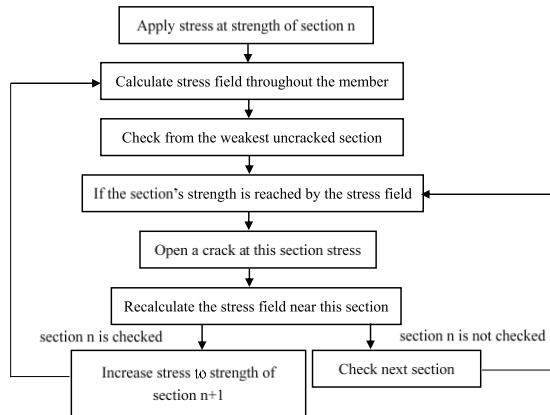 Apply stress at strength of section n
Calculate stress field throughout the member
Check from the weakest uncracked section
If the section's strength is reached by the stress field
Open a crack at this section stress
Recalculate the stress field near this section
section n is checked
section n is not checked
Increase stress to strength of
section n+1
Check next section